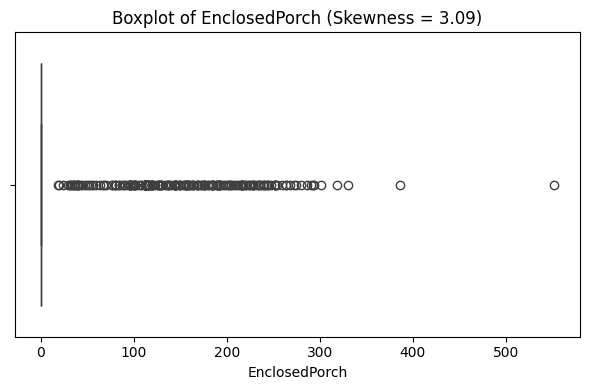 Boxplot of EnclosedPorch (Skewness = 3.09)
0 100 200 300 400 500
EnclosedPorch